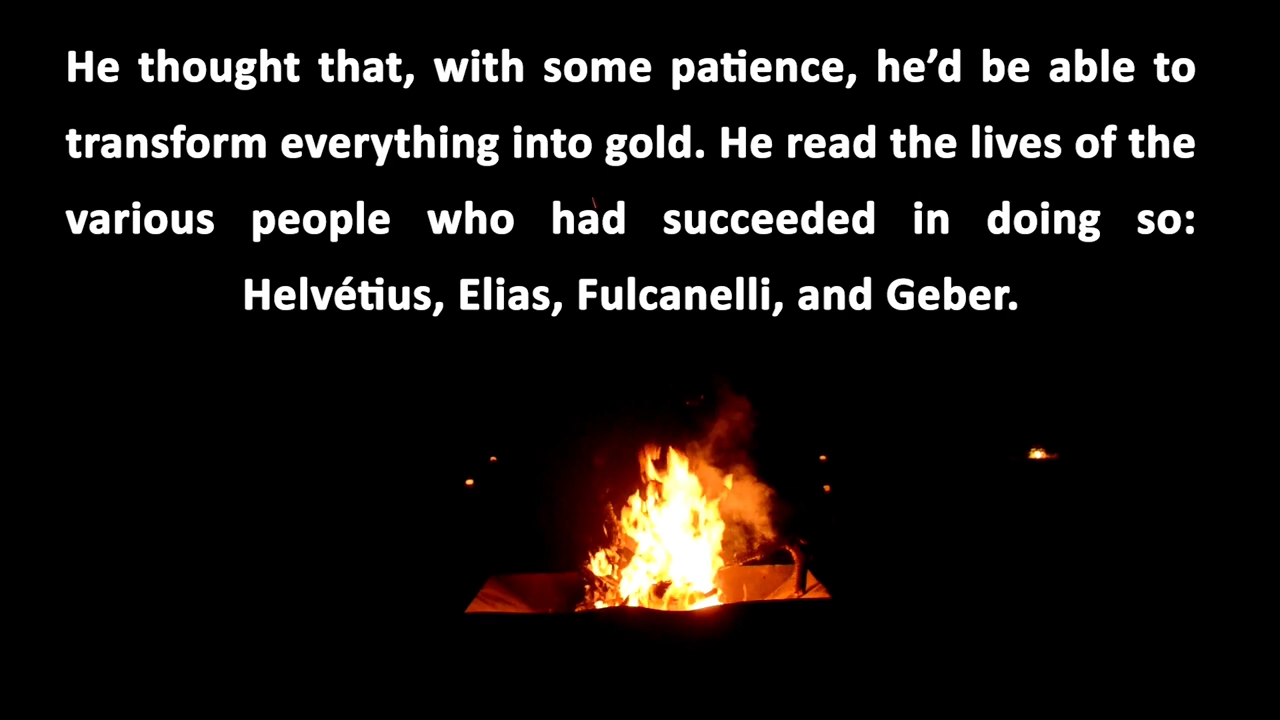 He thought that, with some patience, he’d be able to
transform everything into gold. He read the lives of the
various people who had succeeded in doing so:
Helvétius, Elias, Fulcanelli, and Geber.